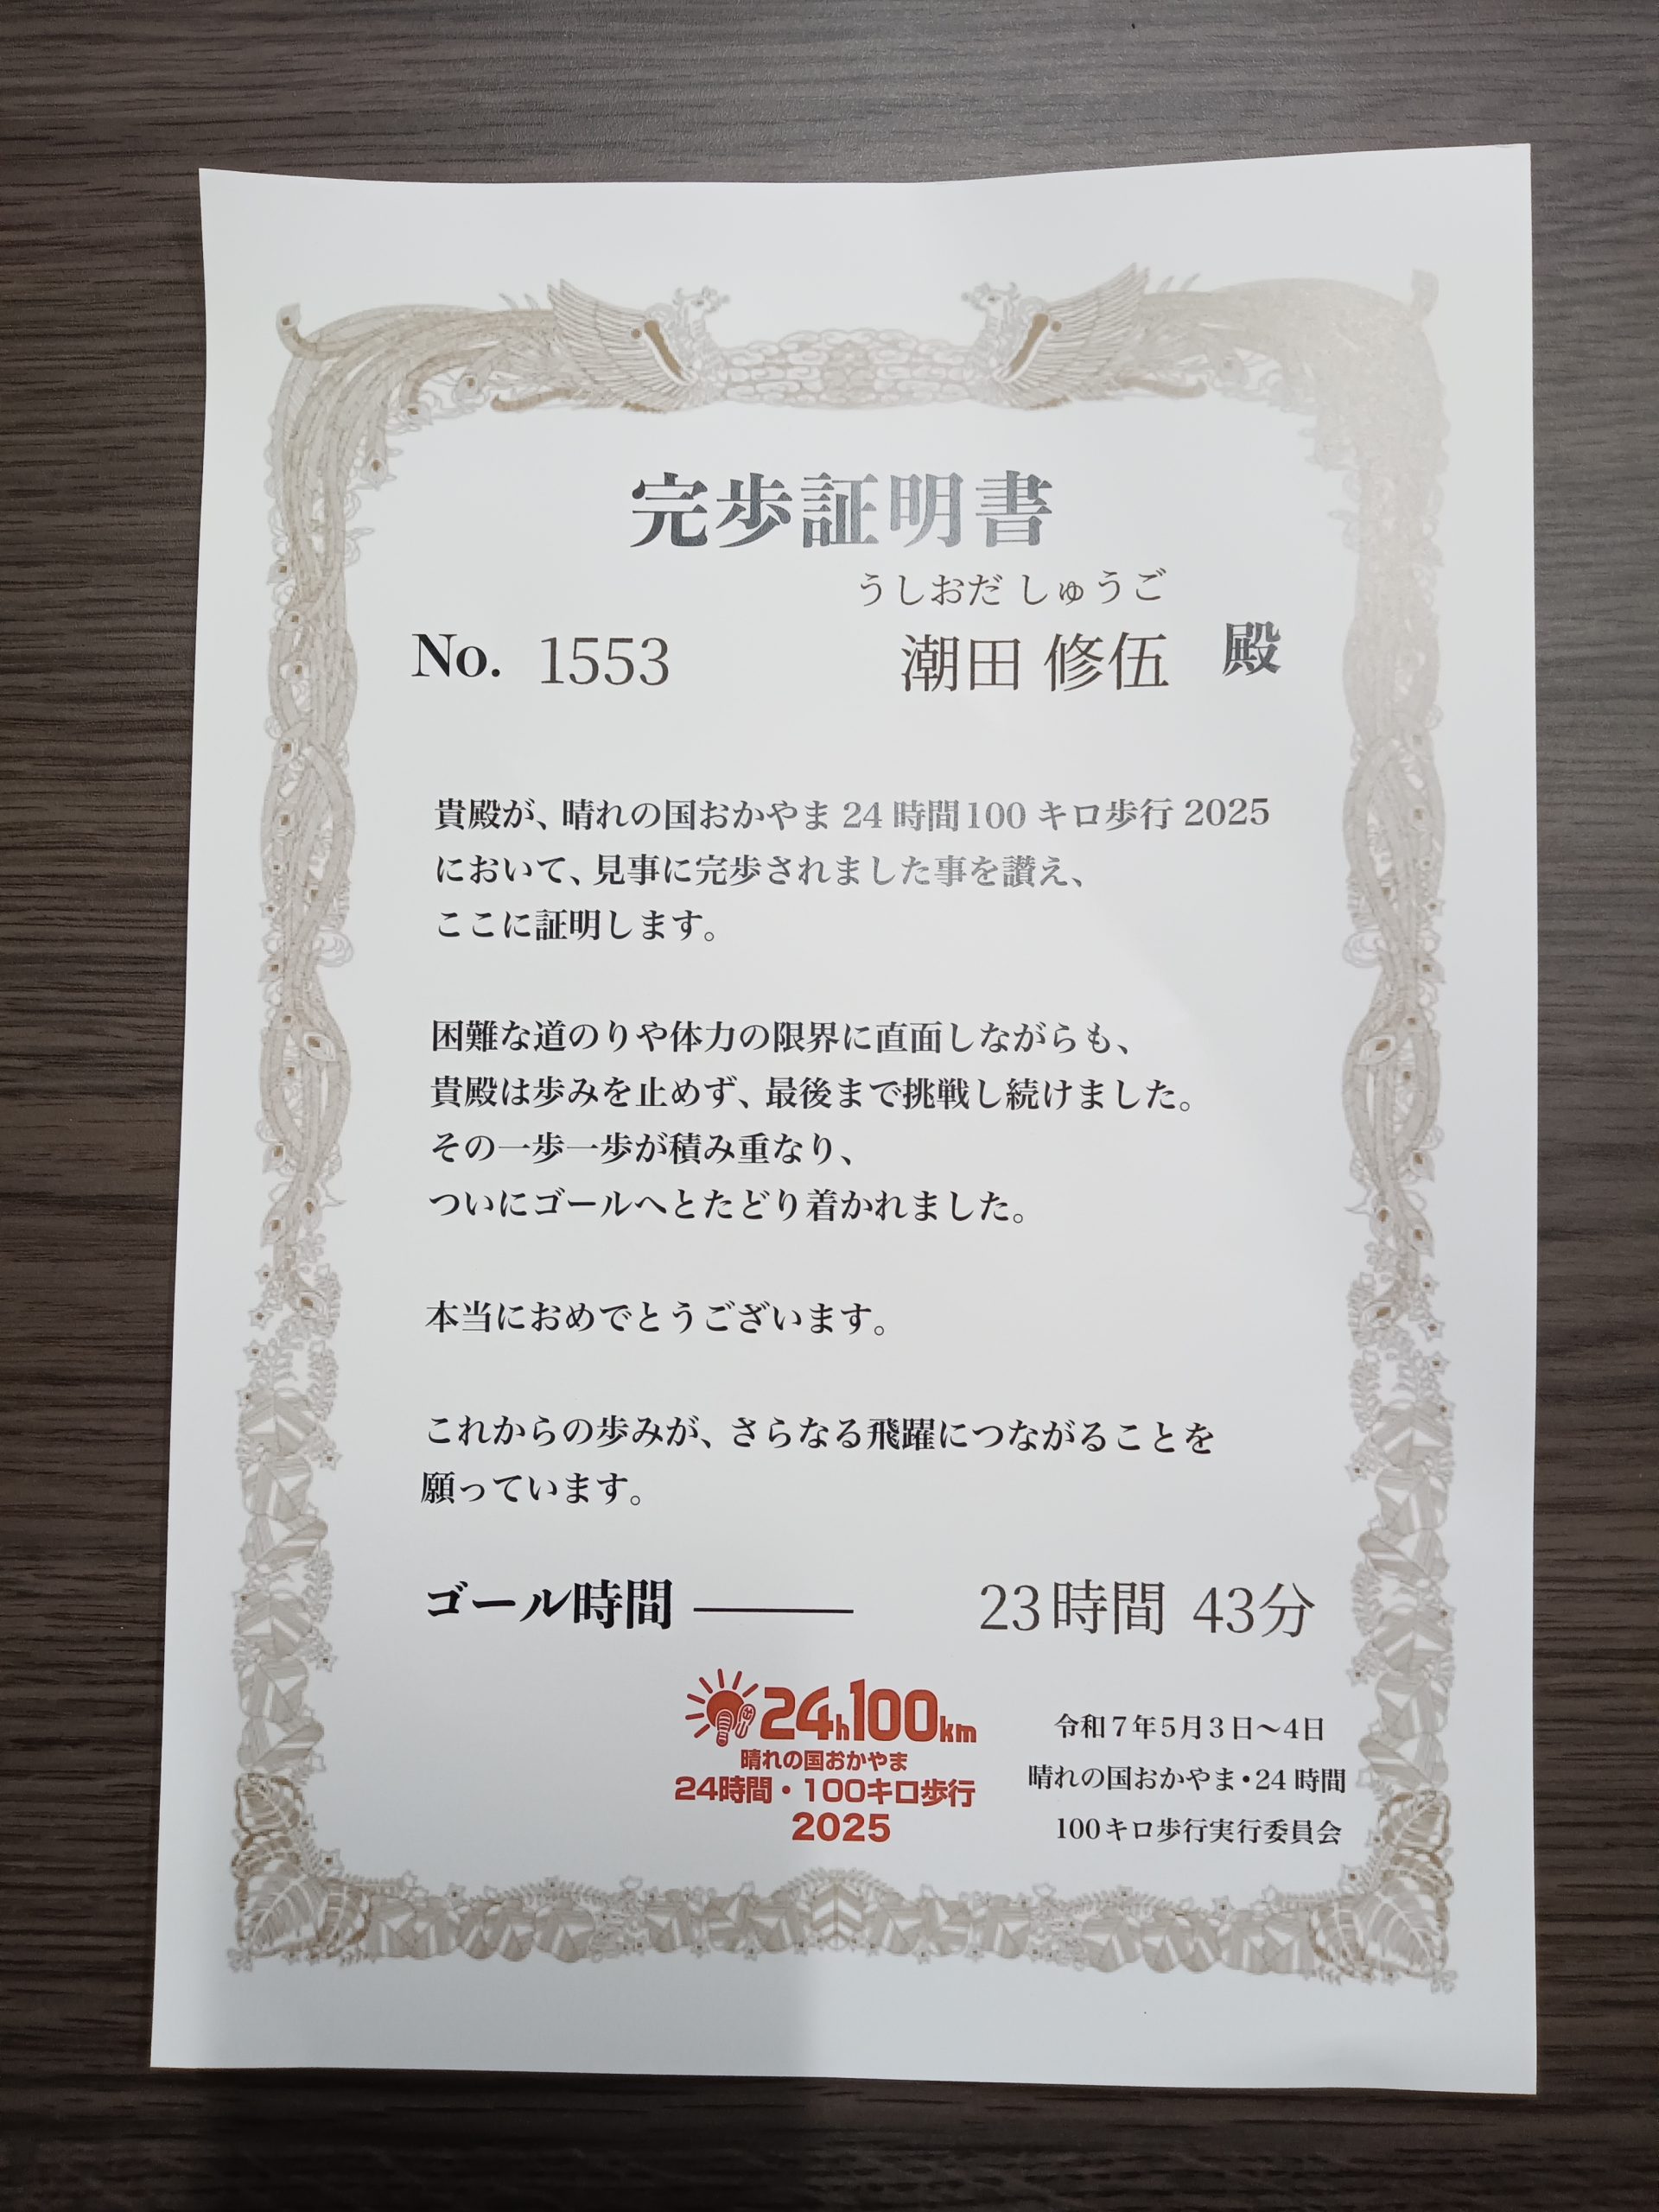 完歩証明書
うしおだ しゅうご
No. 1553 潮田 修伍 殿
貴殿が、晴れの国おかやま 24 時間100 キロ歩行 2025
において、見事に完歩されました事を讃え、
ここに証明します。
困難な道のりや体力の限界に直面しながらも、
貴殿は歩みを止めず、最後まで挑戦し続けました。
その一歩一歩が積み重なり、
ついにゴールへとたどり着かれました。
本当におめでとうございます。
これからの歩みが、さらなる飛躍につながることを
願っています。
ゴール時間 ――― 23時間 43分
24h100km
晴れの国おかやま
24時間・100キロ歩行
2025
令和7年5月3日～4日
晴れの国おかやま・24 時間
100キロ歩行実行委員会